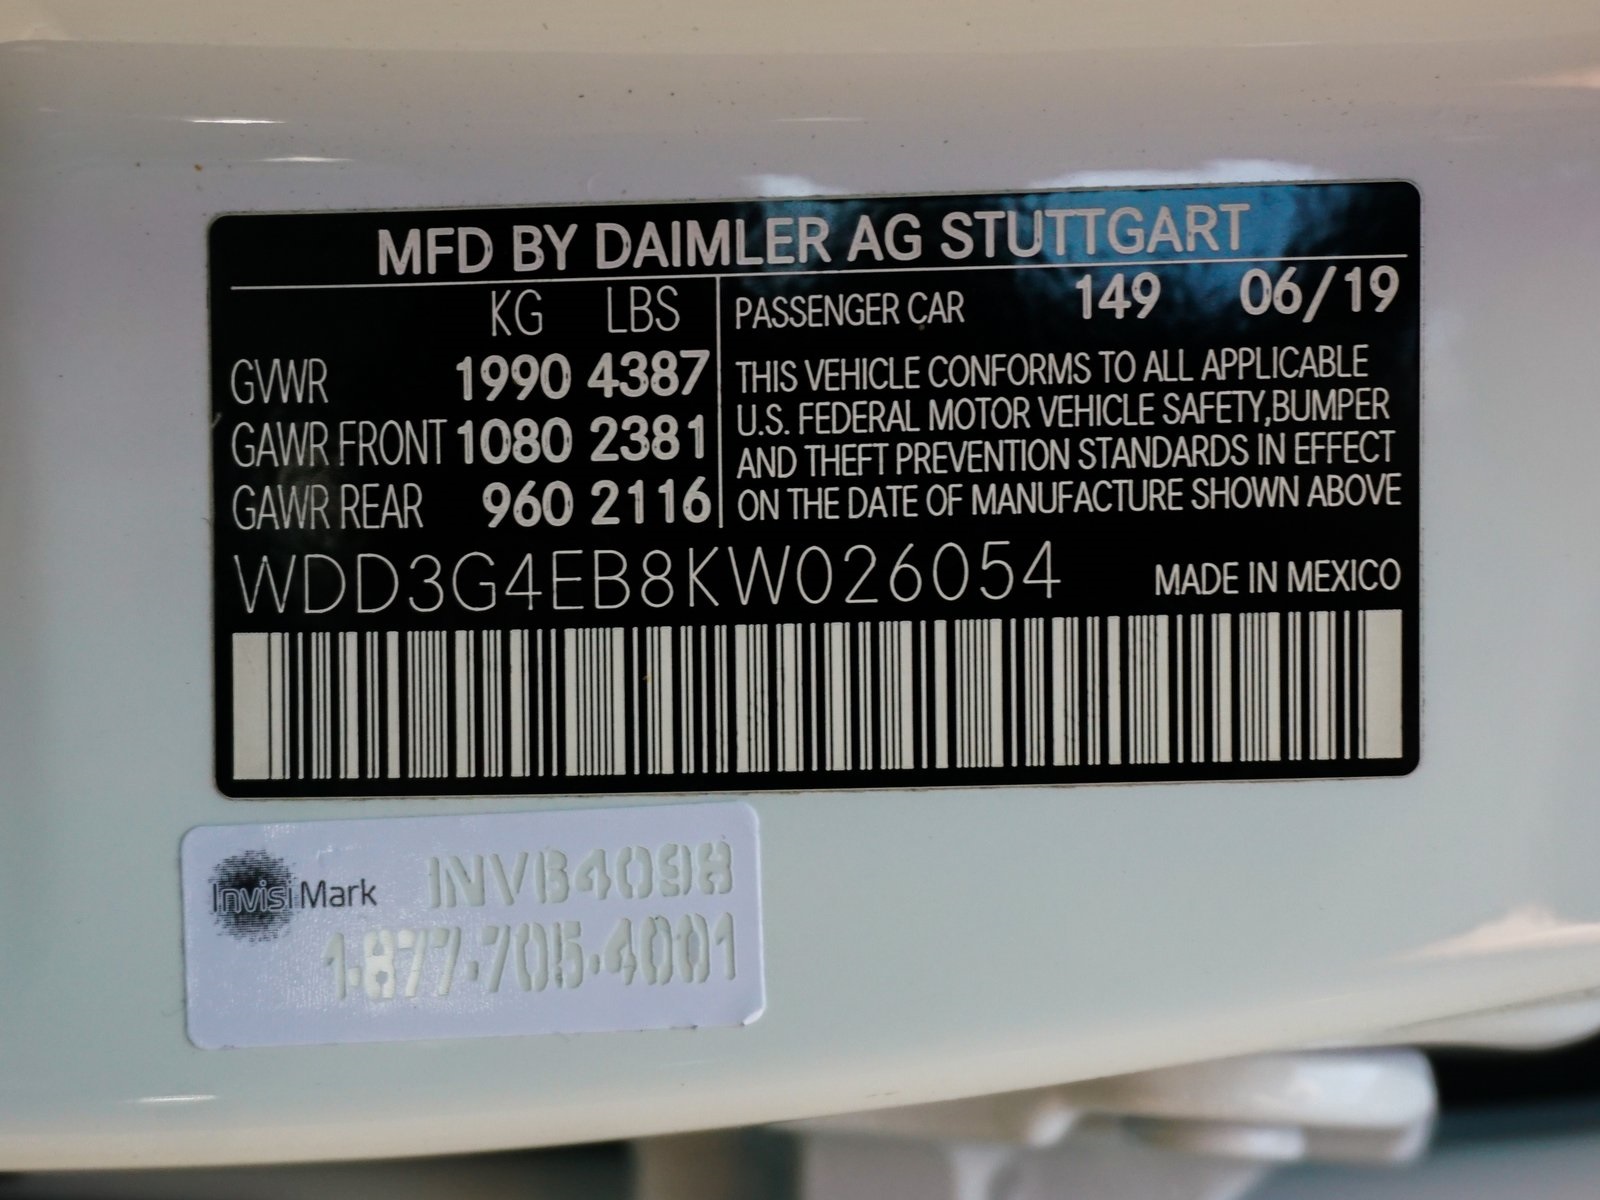 MFD BY DAIMLER AG STUTTGART
KG LBS
GVWR 1990 4387
GAWR FRONT 1080 2381
GAWR REAR 960 2116
PASSENGER CAR 149 06/19
THIS VEHICLE CONFORMS TO ALL APPLICABLE
U.S. FEDERAL MOTOR VEHICLE SAFETY,BUMPER
AND THEFT PREVENTION STANDARDS IN EFFECT
ON THE DATE OF MANUFACTURE SHOWN ABOVE
WDD3G4EB8KW026054 MADE IN MEXICO
InvisiMark INVB4098
1-877-705-4001